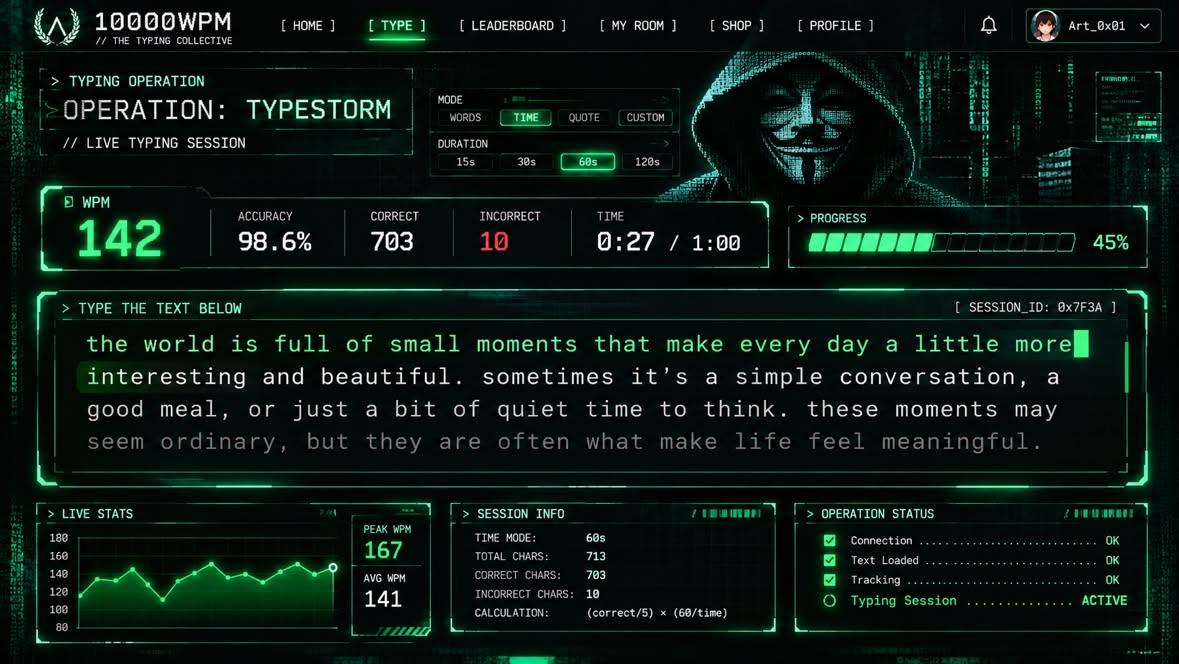 10000WPM
// THE TYPING COLLECTIVE
[ HOME ] [ TYPE ] [ LEADERBOARD ] [ MY ROOM ] [ SHOP ] [ PROFILE ]
Art_0x01
> TYPING OPERATION
>OPERATION: TYPESTORM
// LIVE TYPING SESSION
MODE
WORDS TIME QUOTE CUSTOM
DURATION
15s 30s 60s 120s
WPM
142
ACCURACY
98.6%
CORRECT
703
INCORRECT
10
TIME
0:27 / 1:00
> PROGRESS
45%
> TYPE THE TEXT BELOW
[ SESSION_ID: 0x7F3A ]
the world is full of small moments that make every day a little more
interesting and beautiful. sometimes it’s a simple conversation, a
good meal, or just a bit of quiet time to think. these moments may
seem ordinary, but they are often what make life feel meaningful.
> LIVE STATS
180
160
140
120
100
80
PEAK WPM
167
AVG WPM
141
> SESSION INFO
TIME MODE: 60s
TOTAL CHARS: 713
CORRECT CHARS: 703
INCORRECT CHARS: 10
CALCULATION: (correct/5) × (60/time)
> OPERATION STATUS
Connection .............................. OK
Text Loaded ............................. OK
Tracking ................................ OK
Typing Session ............. ACTIVE